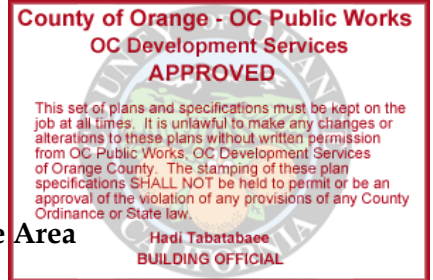 County of Orange - OC Public Works
OC Development Services
APPROVED
This set of plans and specifications must be kept on the
job at all times. It is unlawful to make any changes or
alterations to these plans without written permission
from OC Public Works, OC Development Services
of Orange County. The stamping of these plan
specifications SHALL NOT be held to permit or be an
approval of the violation of any provisions of any County
Ordinance or State law.
e Area
Hadi Tabatabaee
BUILDING OFFICIAL